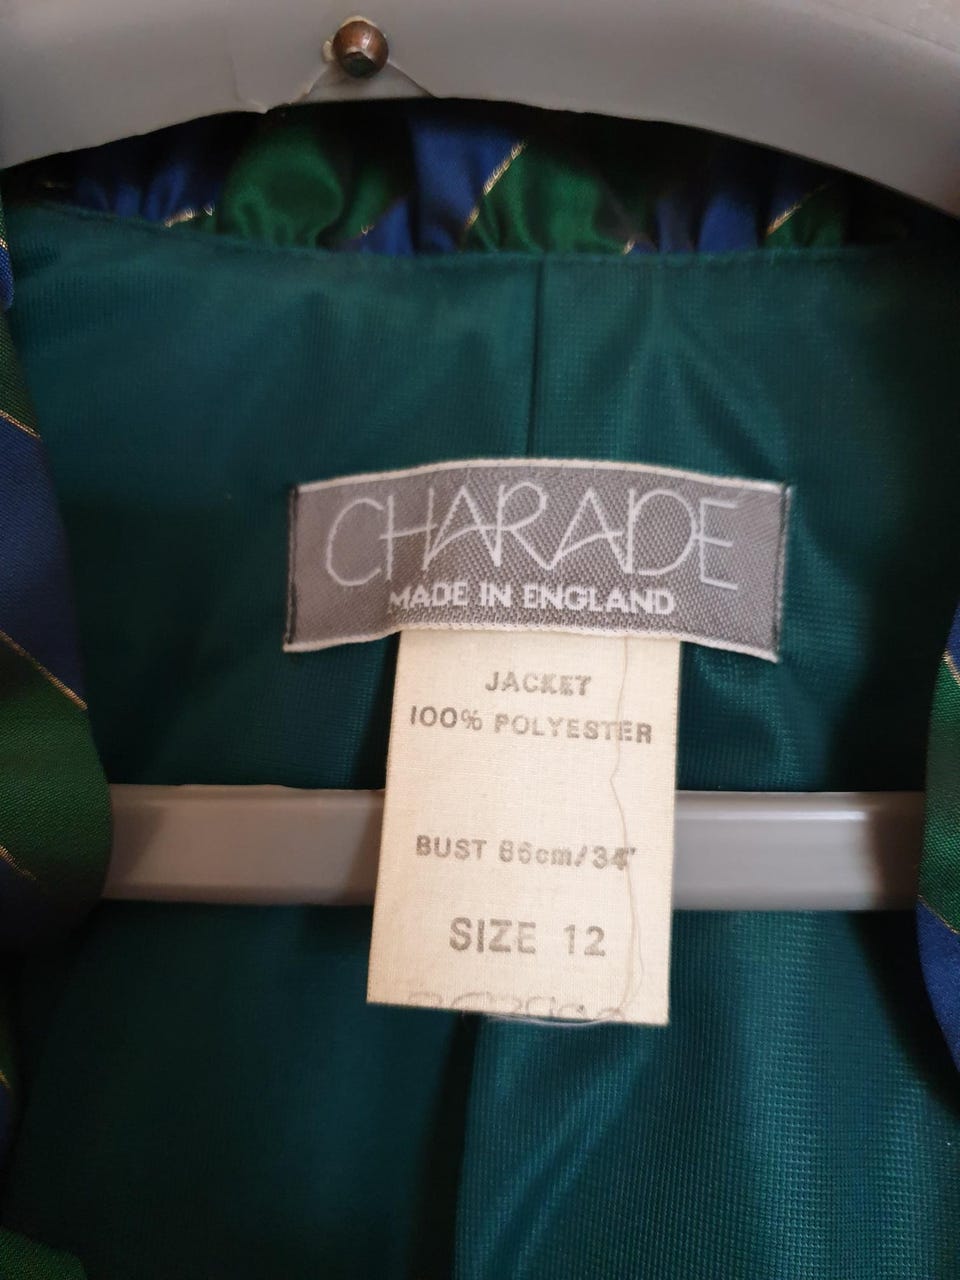 CHARADE
MADE IN ENGLAND
JACKET
100% POLYESTER
BUST 86cm/34"
SIZE 12